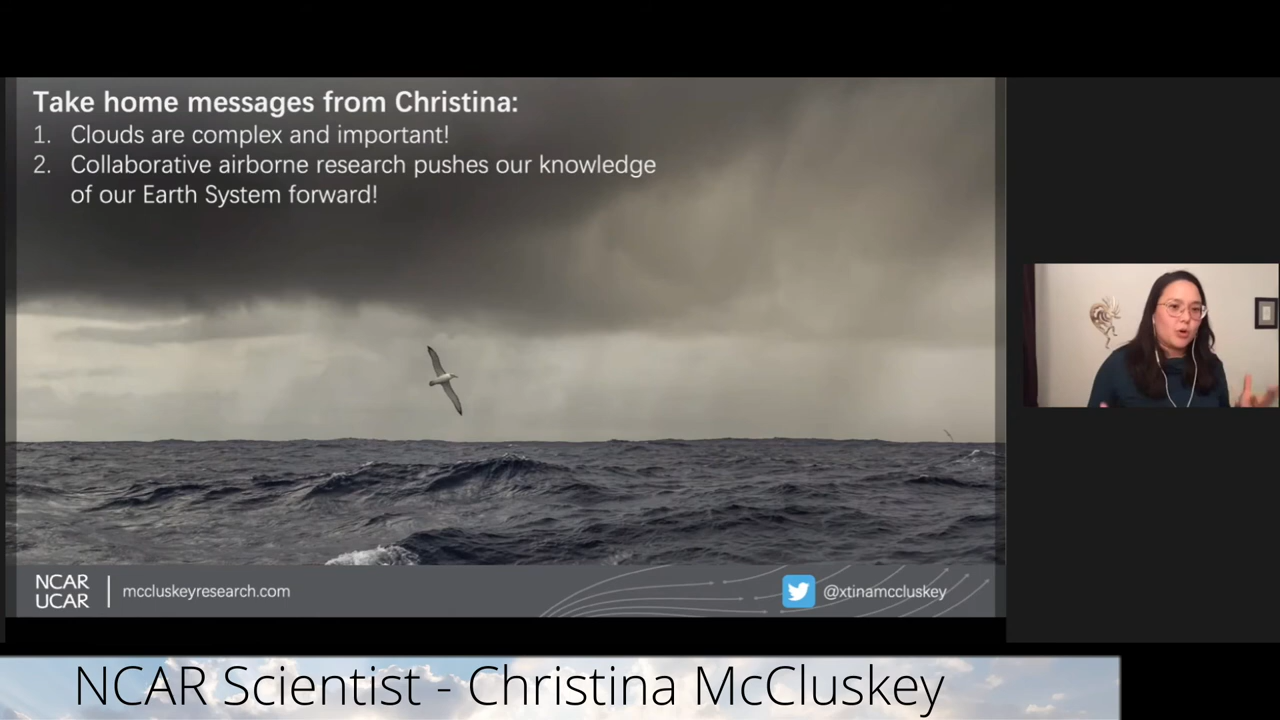 Take home messages from Christina:
1. Clouds are complex and important!
2. Collaborative airborne research pushes our knowledge
of our Earth System forward!
NCAR
UCAR
mccluskeyresearch.com
@xtinamccluskey
NCAR Scientist - Christina McCluskey